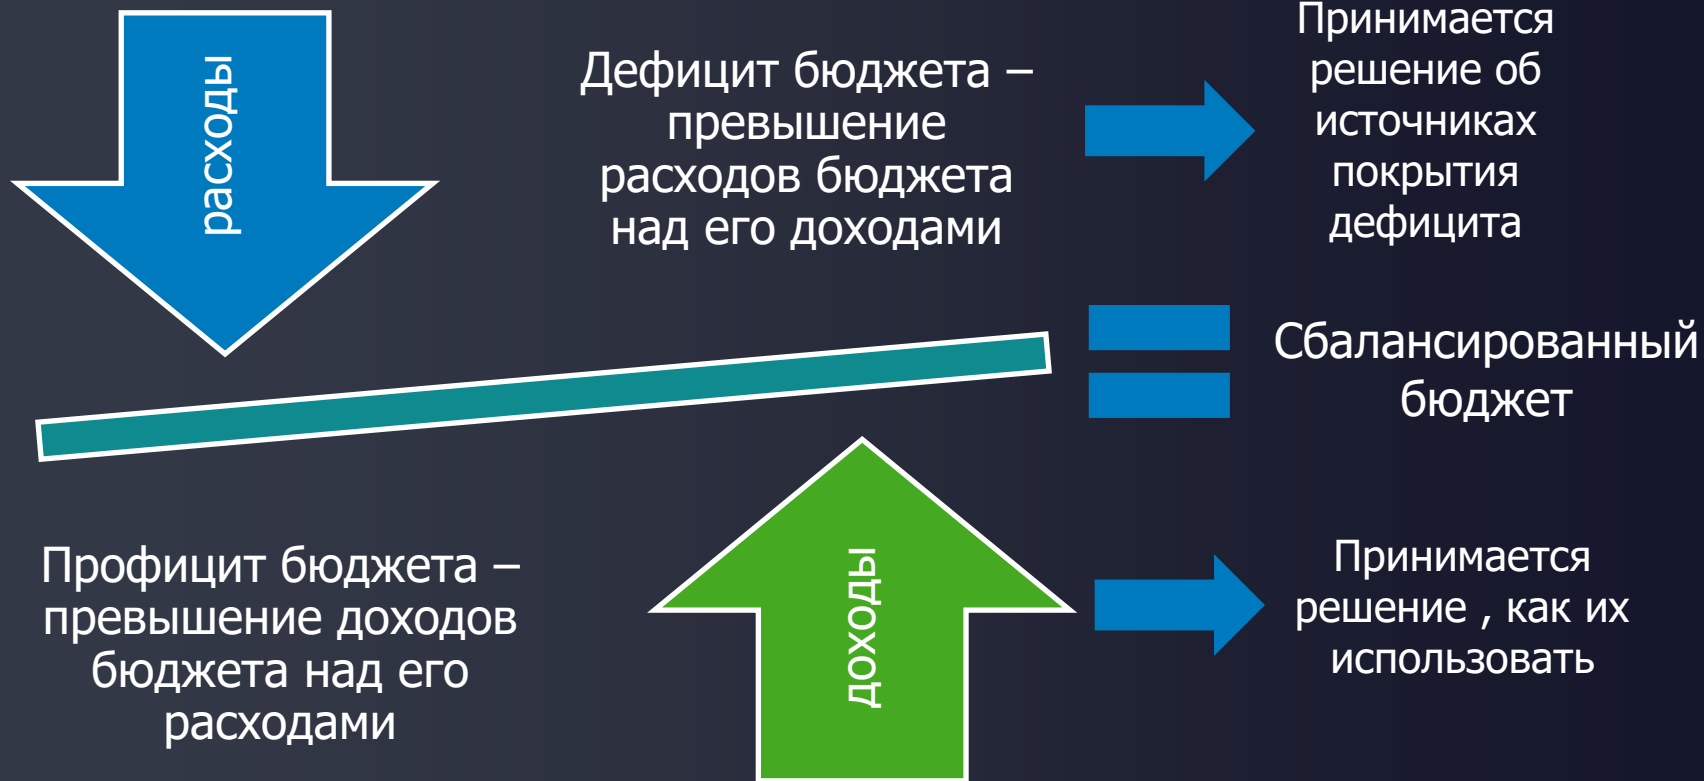 расходы
Дефицит бюджета –
превышение
расходов бюджета
над его доходами
Принимается
решение об
источниках
покрытия
дефицита
Сбалансированный
бюджет
Профицит бюджета –
превышение доходов
бюджета над его
расходами
доходы
Принимается
решение , как их
использовать